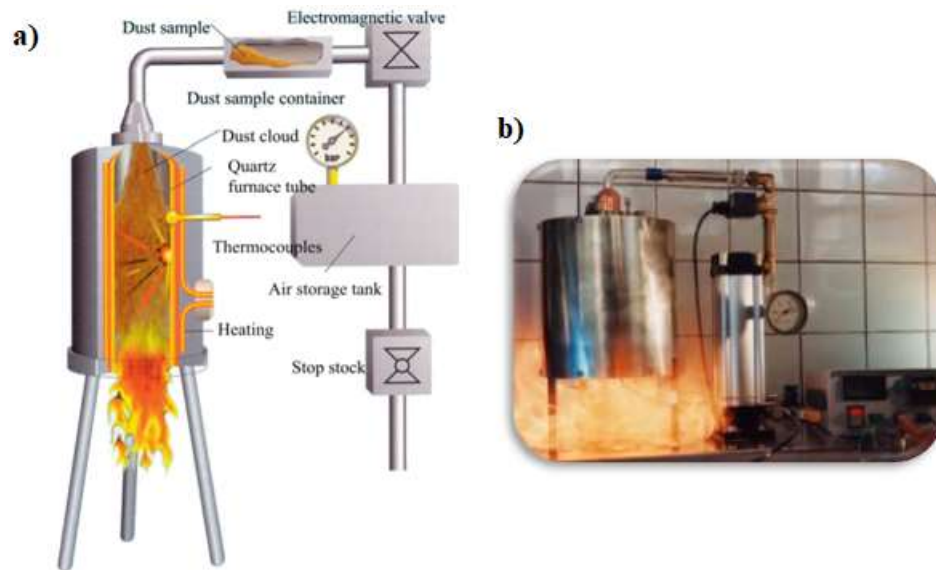 a)
Dust sample
Electromagnetic valve
Dust sample container
Dust cloud
Quartz
furnace tube
Thermocouples
Air storage tank
Heating
Stop stock
b)